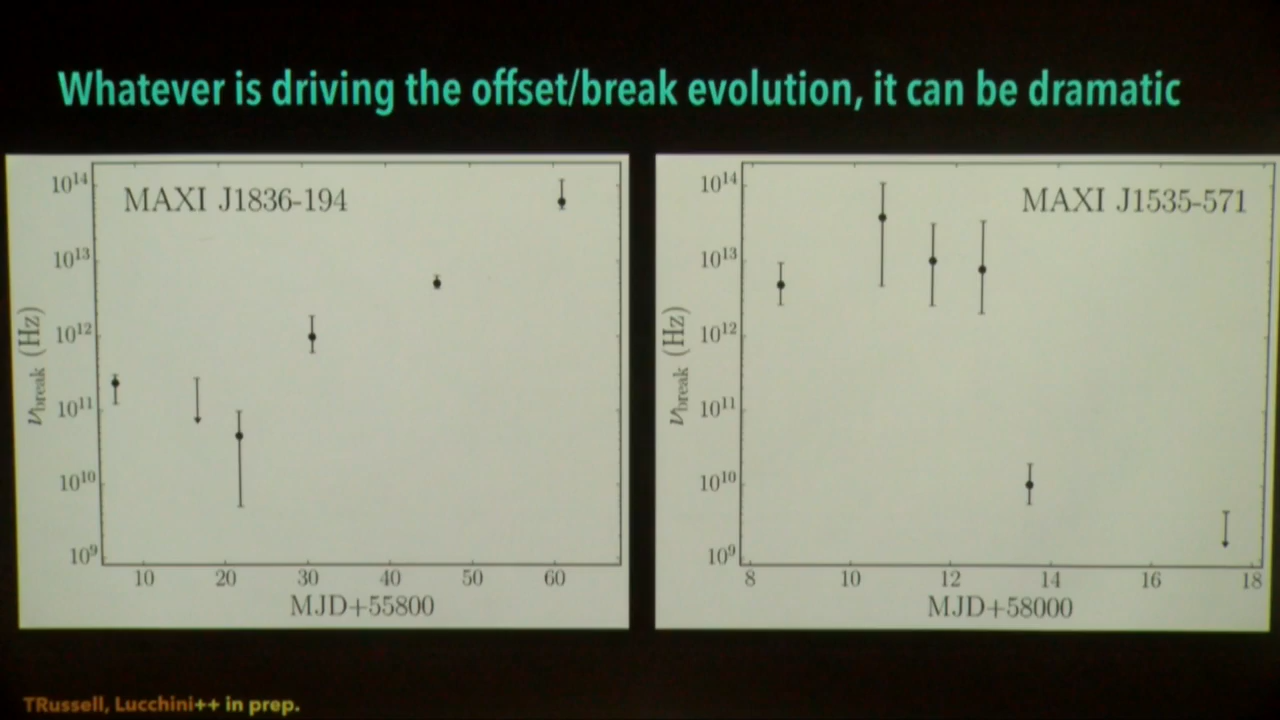 Whatever is driving the offset/break evolution, it can be dramatic
MAXI J1836-194
10^14
10^13
10^12
10^11
10^10
10^9
ν_break (Hz)
10 20 30 40 50 60
MJD+55800
MAXI J1535-571
10^14
10^13
10^12
10^11
10^10
10^9
ν_break (Hz)
8 10 12 14 16 18
MJD+58000
TRussell, Lucchini++ in prep.